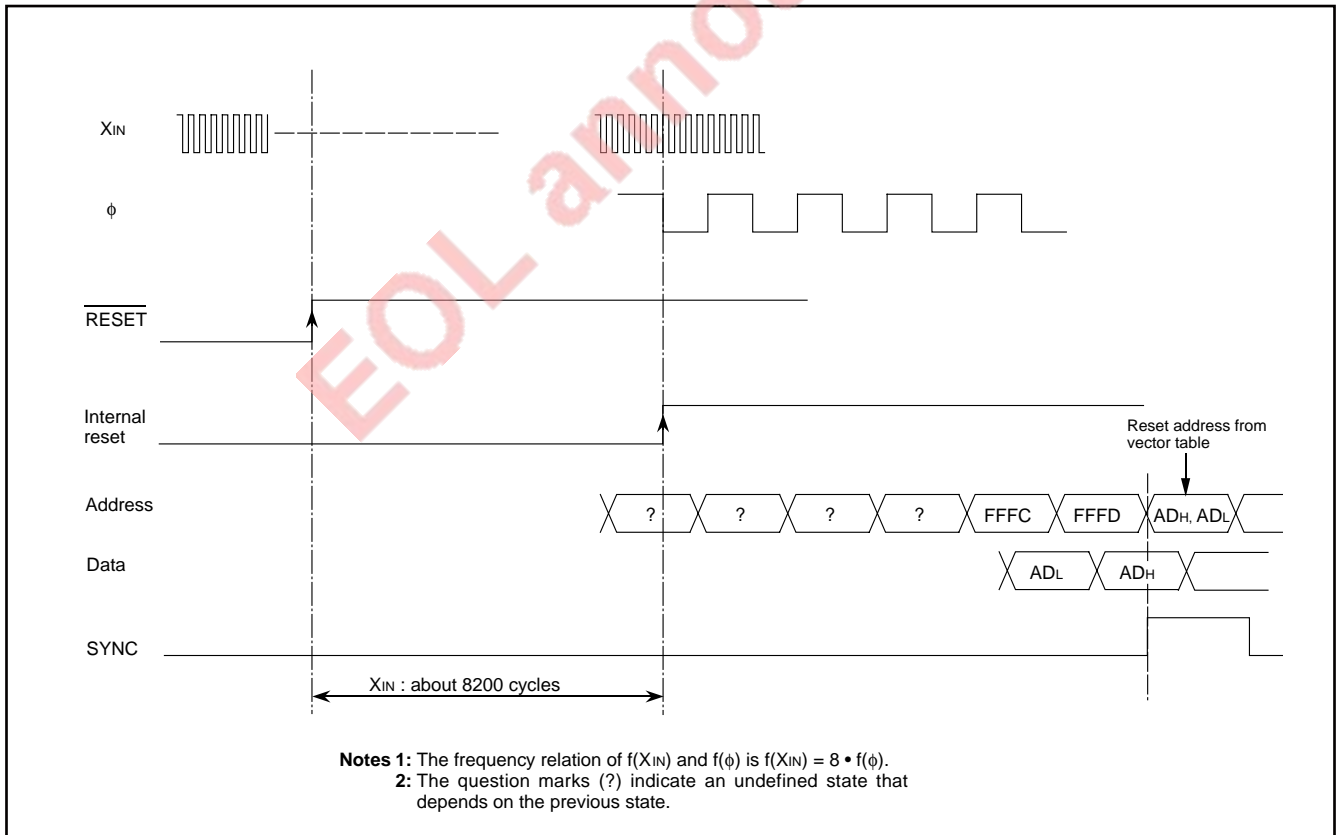 EOL anno
XIN
ϕ
RESET
Internal
reset
Reset address from
vector table
Address
? ? ? ? FFFC FFFD ADH, ADL
Data
ADL ADH
SYNC
XIN : about 8200 cycles
Notes 1: The frequency relation of f(XIN) and f(ϕ) is f(XIN) = 8 • f(ϕ).
2: The question marks (?) indicate an undefined state that
depends on the previous state.